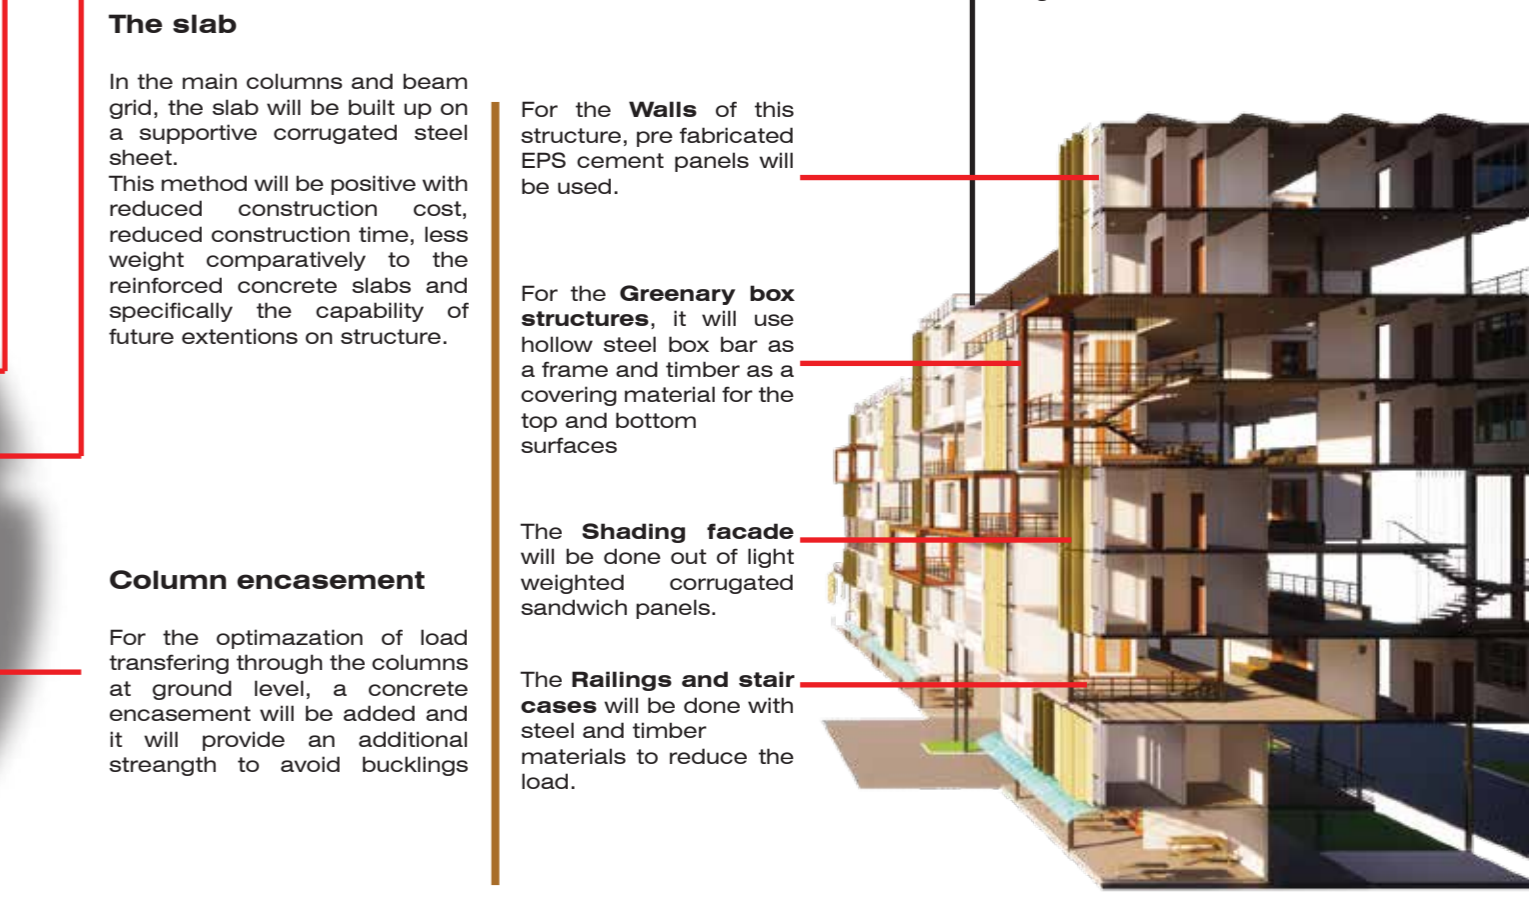 The slab
In the main columns and beam
grid, the slab will be built up on
a supportive corrugated steel
sheet.
This method will be positive with
reduced construction cost,
reduced construction time, less
weight comparatively to the
reinforced concrete slabs and
specifically the capability of
future extentions on structure.
Column encasement
For the optimazation of load
transfering through the columns
at ground level, a concrete
encasement will be added and
it will provide an additional
streangth to avoid bucklings
For the Walls of this
structure, pre fabricated
EPS cement panels will
be used.
For the Greenary box
structures, it will use
hollow steel box bar as
a frame and timber as a
covering material for the
top and bottom
surfaces
The Shading facade
will be done out of light
weighted corrugated
sandwich panels.
The Railings and stair
cases will be done with
steel and timber
materials to reduce the
load.